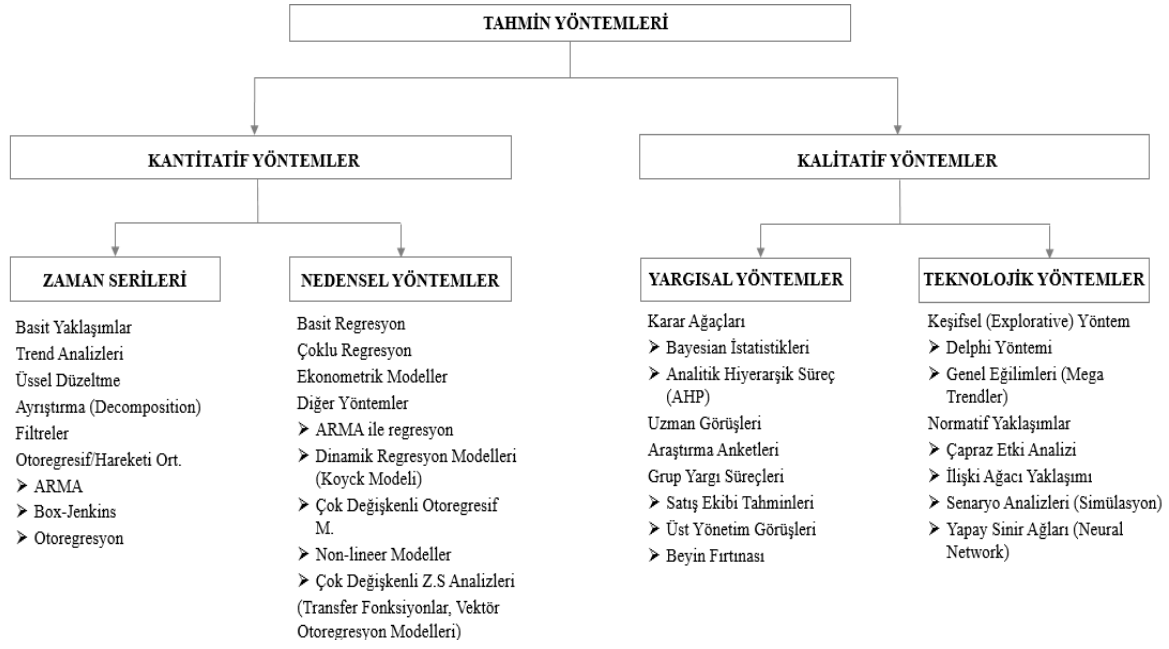 TAHMİN YÖNTEMLERİ
KANTİTATİF YÖNTEMLER
KALİTATİF YÖNTEMLER
ZAMAN SERİLERİ
Basit Yaklaşımlar
Trend Analizleri
Üssel Düzeltme
Ayrıştırma (Decomposition)
Filtreler
Otoregresif/Hareketi Ort.
➤ ARMA
➤ Box-Jenkins
➤ Otoregresyon
NEDENSEL YÖNTEMLER
Basit Regresyon
Çoklu Regresyon
Ekonometrik Modeller
Diğer Yöntemler
➤ ARMA ile regresyon
➤ Dinamik Regresyon Modelleri
(Koyck Modeli)
➤ Çok Değişkenli Otoregresif
M.
➤ Non-lineer Modeller
➤ Çok Değişkenli Z.S Analizleri
(Transfer Fonksiyonlar, Vektör
Otoregresyon Modelleri)
YARGISAL YÖNTEMLER
Karar Ağaçları
➤ Bayesian İstatistikleri
➤ Analitik Hiyerarşik Süreç
(AHP)
Uzman Görüşleri
Araştırma Anketleri
Grup Yargı Süreçleri
➤ Satış Ekibi Tahminleri
➤ Üst Yönetim Görüşleri
➤ Beyin Fırtınası
TEKNOLOJİK YÖNTEMLER
Keşifsel (Explorative) Yöntem
➤ Delphi Yöntemi
➤ Genel Eğilimleri (Mega
Trendler)
Normatif Yaklaşımlar
➤ Çapraz Etki Analizi
➤ İlişki Ağacı Yaklaşımı
➤ Senaryo Analizleri (Simülasyon)
➤ Yapay Sinir Ağları (Neural
Network)